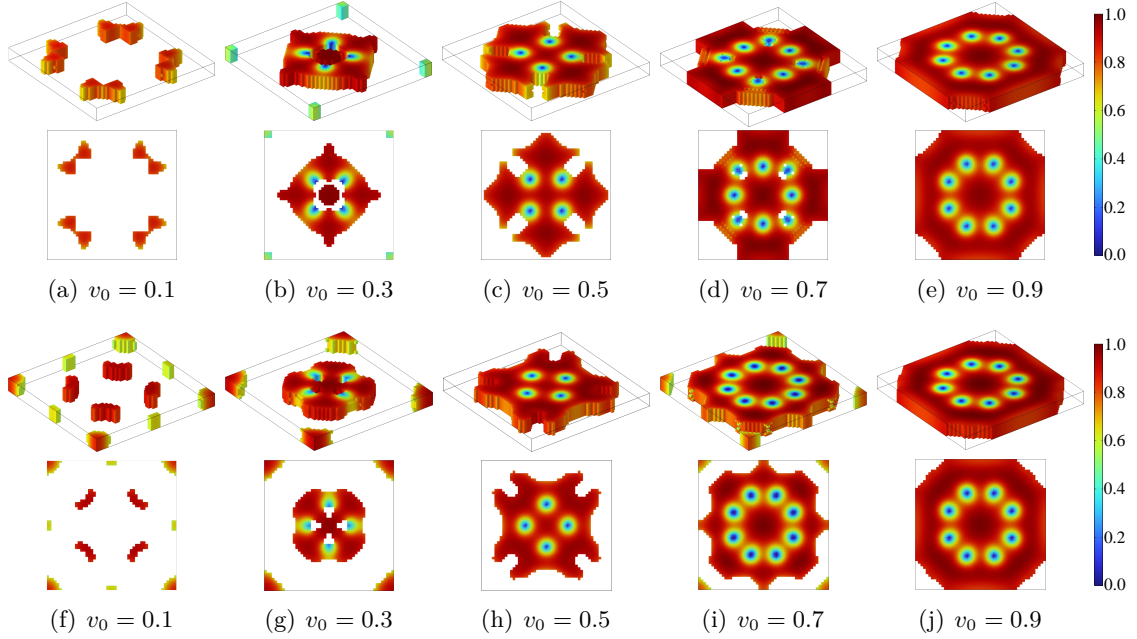 1.0
0.8
0.6
0.4
0.2
0.0
(a) v₀ = 0.1
(b) v₀ = 0.3
(c) v₀ = 0.5
(d) v₀ = 0.7
(e) v₀ = 0.9
1.0
0.8
0.6
0.4
0.2
0.0
(f) v₀ = 0.1
(g) v₀ = 0.3
(h) v₀ = 0.5
(i) v₀ = 0.7
(j) v₀ = 0.9